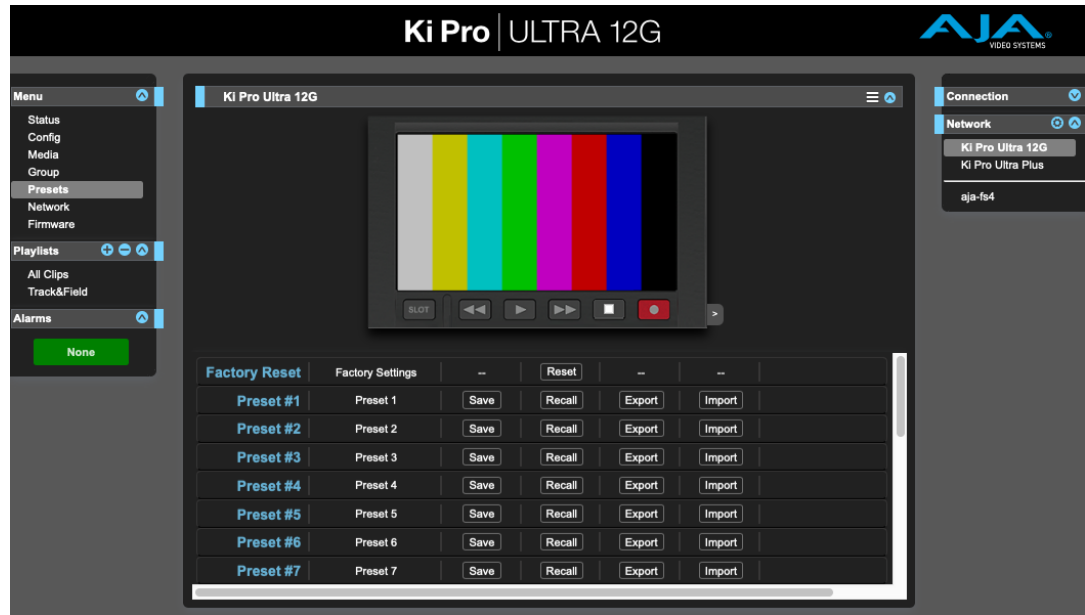 Ki Pro ULTRA 12G
AJA®
VIDEO SYSTEMS
Menu
Status
Config
Media
Group
Presets
Network
Firmware
Playlists
All Clips
Track&Field
Alarms
None
Ki Pro Ultra 12G
SLOT
>
Factory Reset Factory Settings -- Reset -- --
Preset #1 Preset 1 Save Recall Export Import
Preset #2 Preset 2 Save Recall Export Import
Preset #3 Preset 3 Save Recall Export Import
Preset #4 Preset 4 Save Recall Export Import
Preset #5 Preset 5 Save Recall Export Import
Preset #6 Preset 6 Save Recall Export Import
Preset #7 Preset 7 Save Recall Export Import
Connection
Network
Ki Pro Ultra 12G
Ki Pro Ultra Plus
aja-fs4